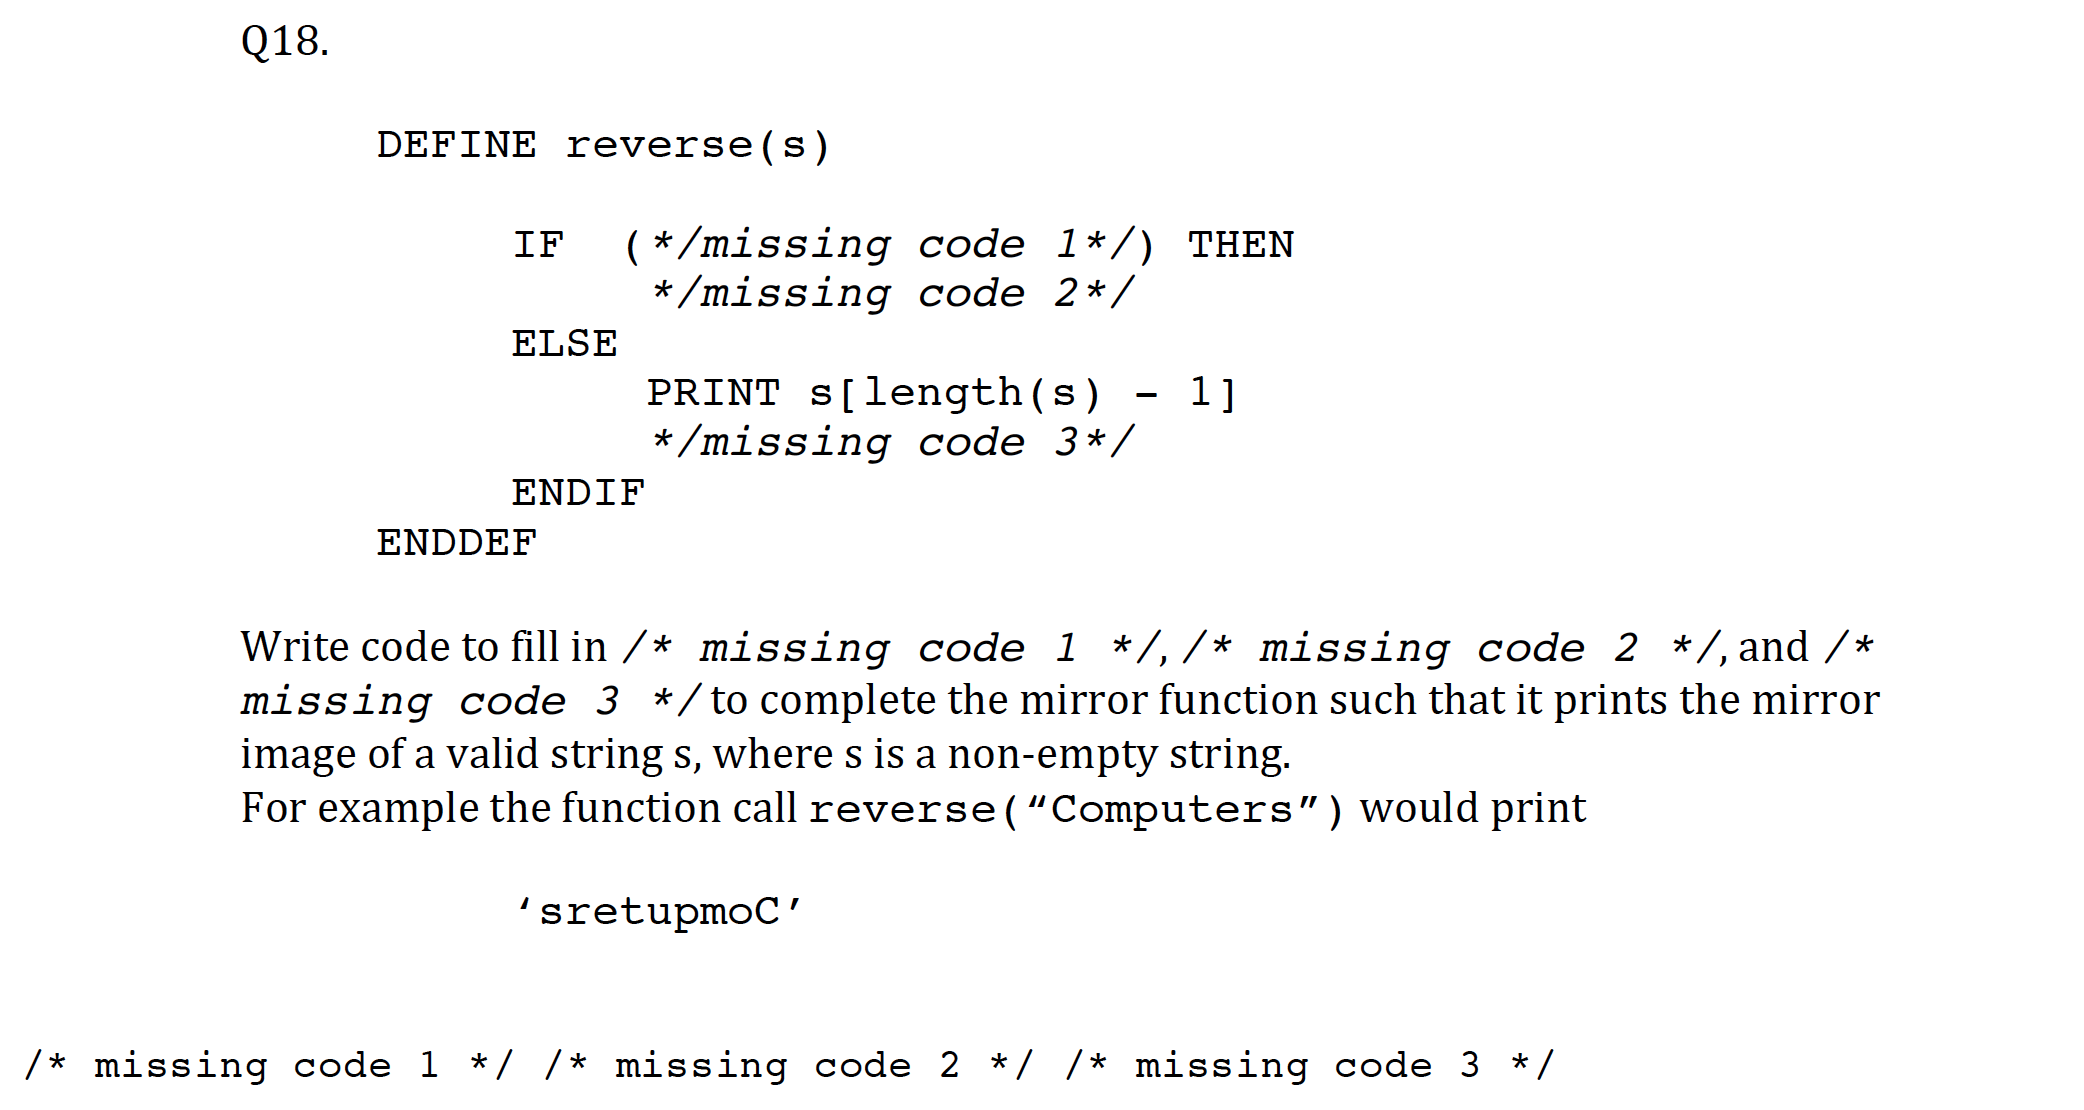 Q18.
DEFINE reverse(s)
IF (*/missing code 1*/) THEN
*/missing code 2*/
ELSE
PRINT s[length(s) – 1]
*/missing code 3*/
ENDIF
ENDDEF
Write code to fill in /* missing code 1 */, /* missing code 2 */, and /*
missing code 3 */ to complete the mirror function such that it prints the mirror
image of a valid string s, where s is a non-empty string.
For example the function call reverse(“Computers”) would print
‘sretupmoC’
/* missing code 1 */ /* missing code 2 */ /* missing code 3 */